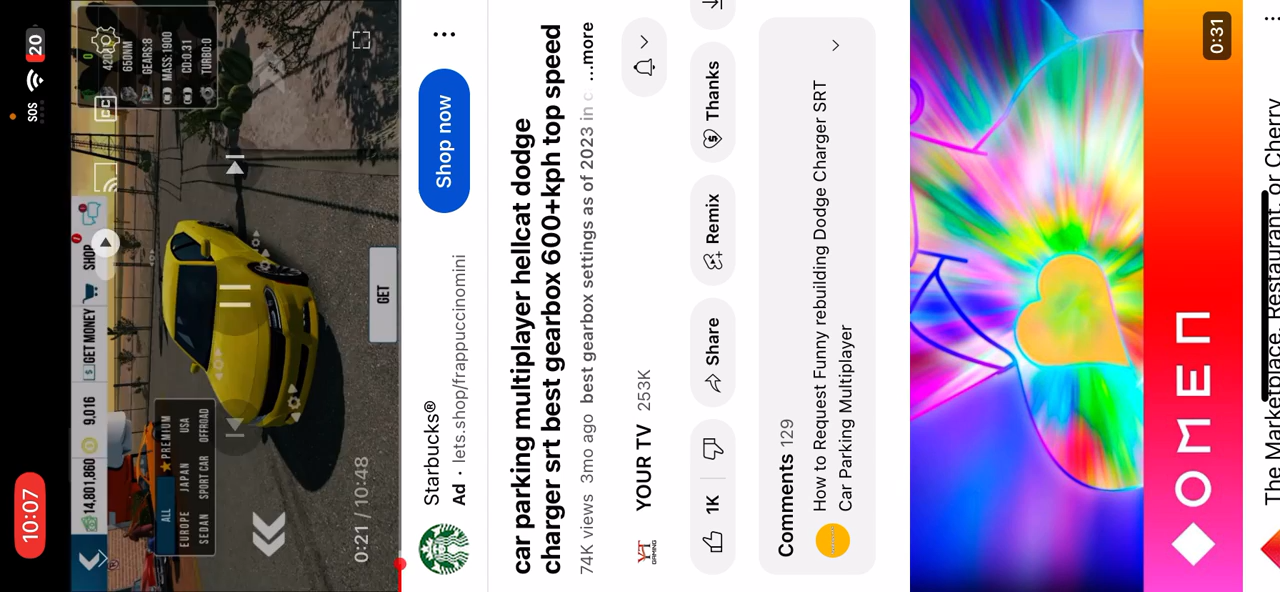 10:07
SOS
20
14,801,860
9,016
GET MONEY
SHOP
CC
0
650NM
GEARS:8
MASS:1900
CD:0.31
TURBO:0
ALL
PREMIUM
EUROPE JAPAN USA
SEDAN SPORT CAR OFFROAD
GET
0:21 / 10:48
Starbucks®
Ad · lets.shop/frappuccinomini
Shop now
car parking multiplayer hellcat dodge
charger srt best gearbox 600+kph top speed
74K views 3mo ago best gearbox settings as of 2023 in c ...more
YT
GAMING
YOUR TV 253K
1K
Share
Remix
Thanks
Comments 129
How to Request Funny rebuilding Dodge Charger SRT
Car Parking Multiplayer
OMEN
0:31
The Marketplace, Restaurant, or Cherry